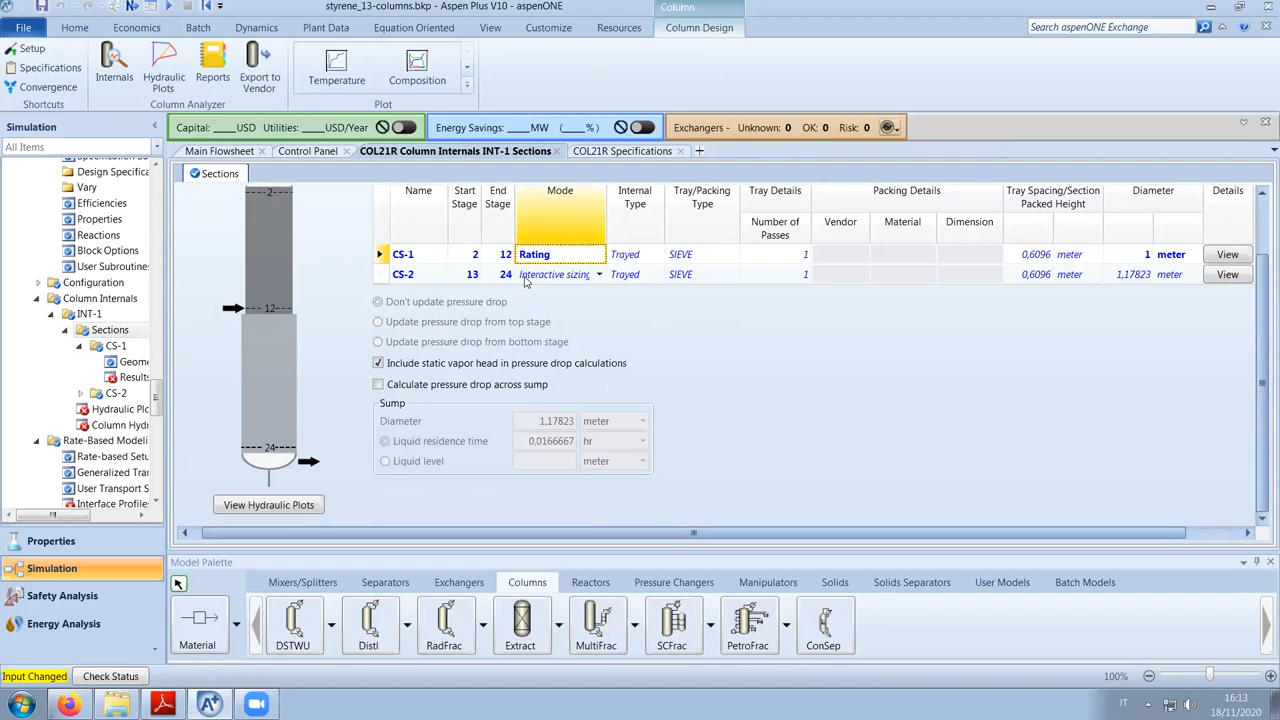 styrene_13-columns.bkp - Aspen Plus V10 - aspenONE
Column
File Home Economics Batch Dynamics Plant Data Equation Oriented View Customize Resources Column Design
Search aspenONE Exchange
Setup
Specifications
Convergence
Shortcuts
Internals
Hydraulic Plots
Reports
Export to Vendor
Column Analyzer
Temperature
Composition
Plot
Capital: ____USD Utilities: ____USD/Year
Energy Savings: ____MW (____%)
Exchangers - Unknown: 0 OK: 0 Risk: 0
Simulation
All Items
Main Flowsheet Control Panel COL21R Column Internals INT-1 Sections COL21R Specifications +
Sections
Design Specifica
Vary
Efficiencies
Properties
Reactions
Block Options
User Subroutine
Configuration
Column Internals
INT-1
Sections
CS-1
Geome
Results
CS-2
Hydraulic Plo
Column Hydr
Rate-Based Modeli
Rate-based Setu
Generalized Tra
User Transport S
Interface Profile
Properties
Simulation
Safety Analysis
Energy Analysis
2
12
24
View Hydraulic Plots
Name Start Stage End Stage Mode Internal Type Tray/Packing Type Tray Details Packing Details Tray Spacing/Section Packed Height Diameter Details
Number of Passes Vendor Material Dimension
CS-1 2 12 Rating Trayed SIEVE 1 0,6096 meter 1 meter View
CS-2 13 24 Interactive sizing Trayed SIEVE 1 0,6096 meter 1,17823 meter View
Don't update pressure drop
Update pressure drop from top stage
Update pressure drop from bottom stage
Include static vapor head in pressure drop calculations
Calculate pressure drop across sump
Sump
Diameter 1,17823 meter
Liquid residence time 0,0166667 hr
Liquid level meter
Model Palette
Mixers/Splitters Separators Exchangers Columns Reactors Pressure Changers Manipulators Solids Solids Separators User Models Batch Models
Material DSTWU Distl RadFrac Extract MultiFrac SCFrac PetroFrac ConSep
Input Changed Check Status
100%
IT
16:13
18/11/2020